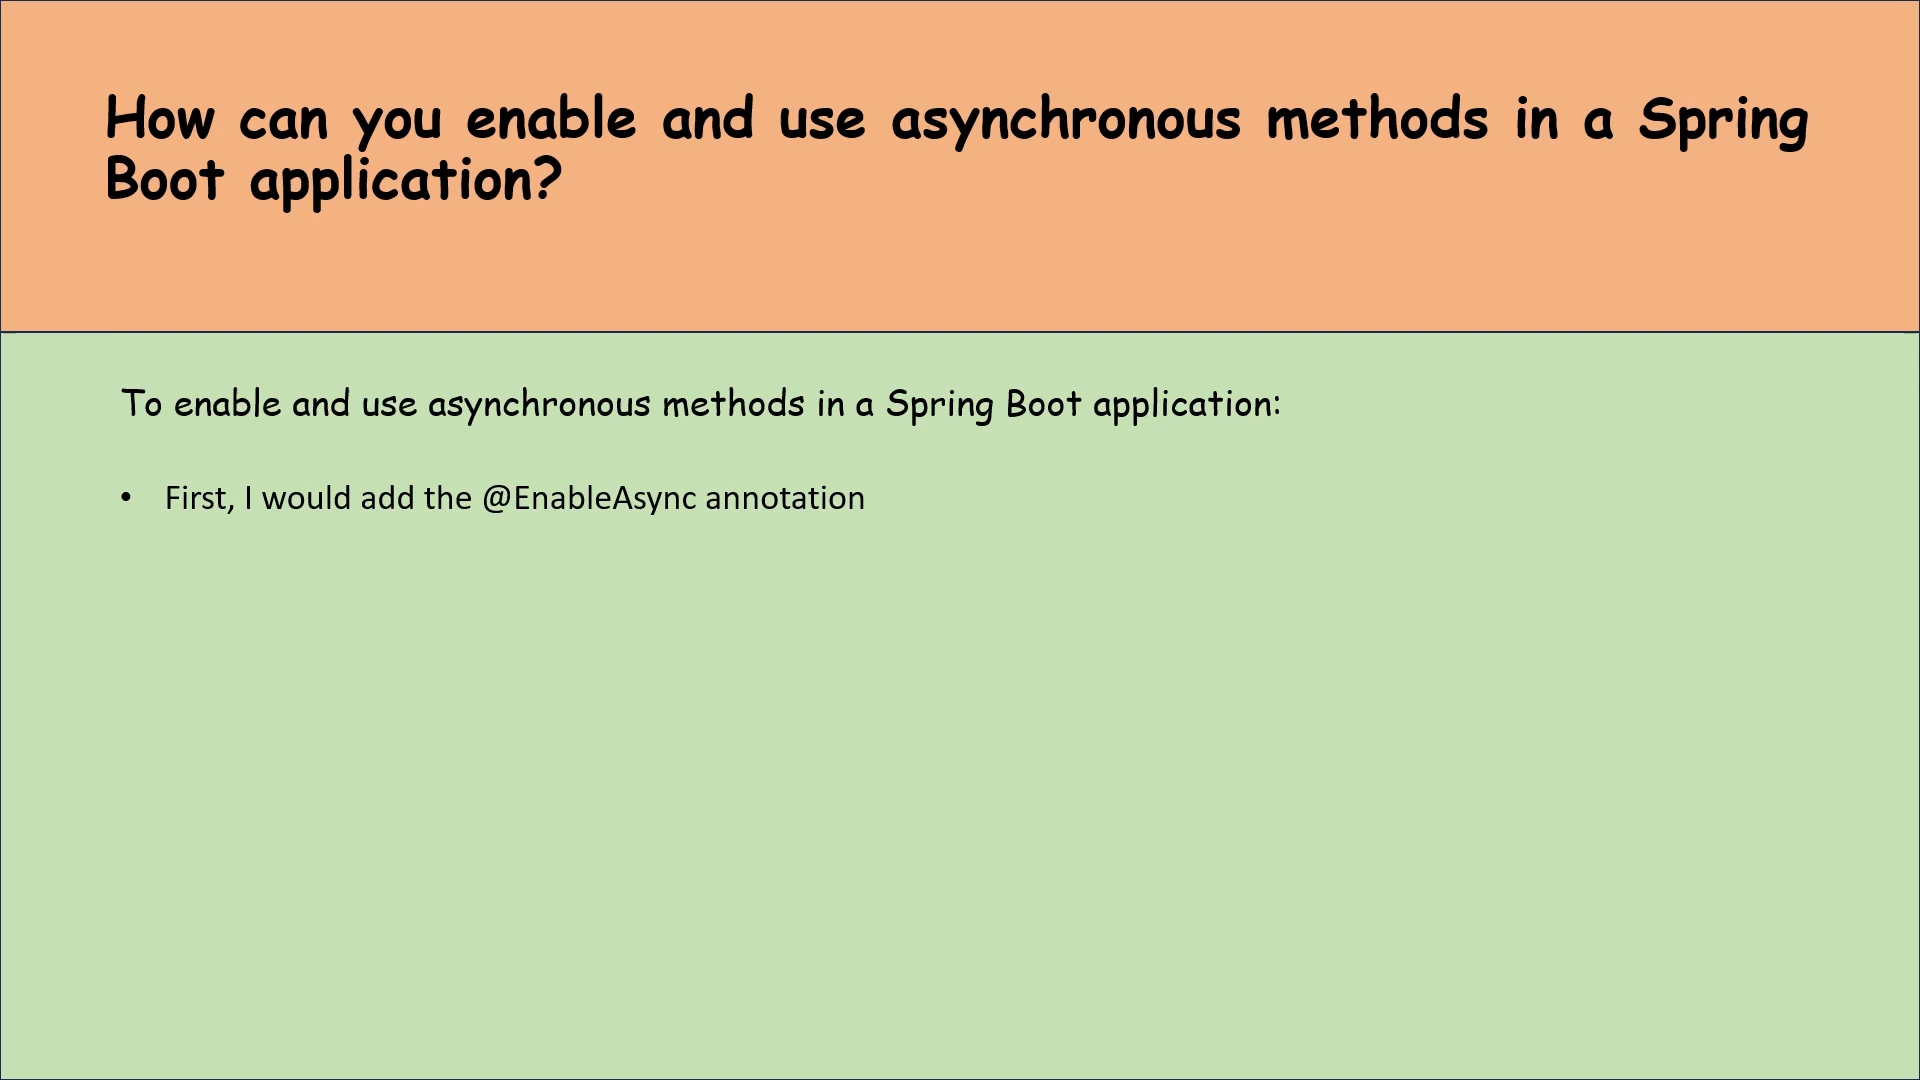 How can you enable and use asynchronous methods in a Spring
Boot application?
To enable and use asynchronous methods in a Spring Boot application:
• First, I would add the @EnableAsync annotation